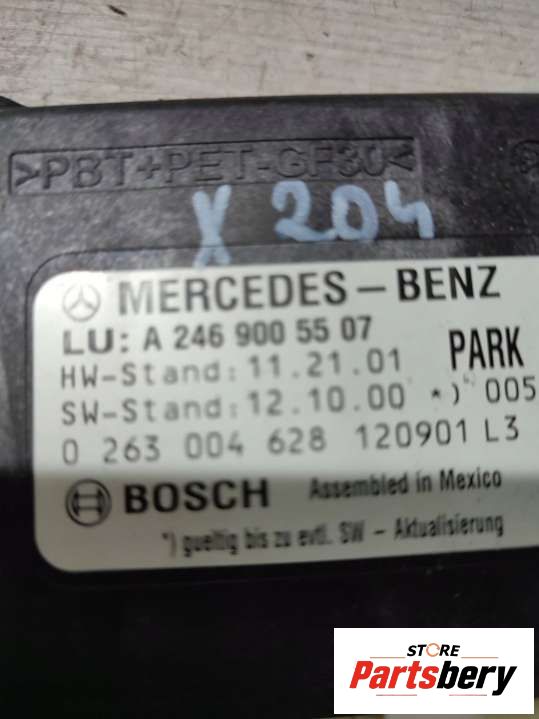 >PBT+PET-GF30<
X 204
MERCEDES-BENZ
LU: A 246 900 55 07
PARK
HW-Stand: 11.21.01
SW-Stand: 12.10.00 *) 005
0 263 004 628 120901 L3
BOSCH Assembled in Mexico
*) gueltig bis zu evtl. SW - Aktualisierung
STORE
Partsbery